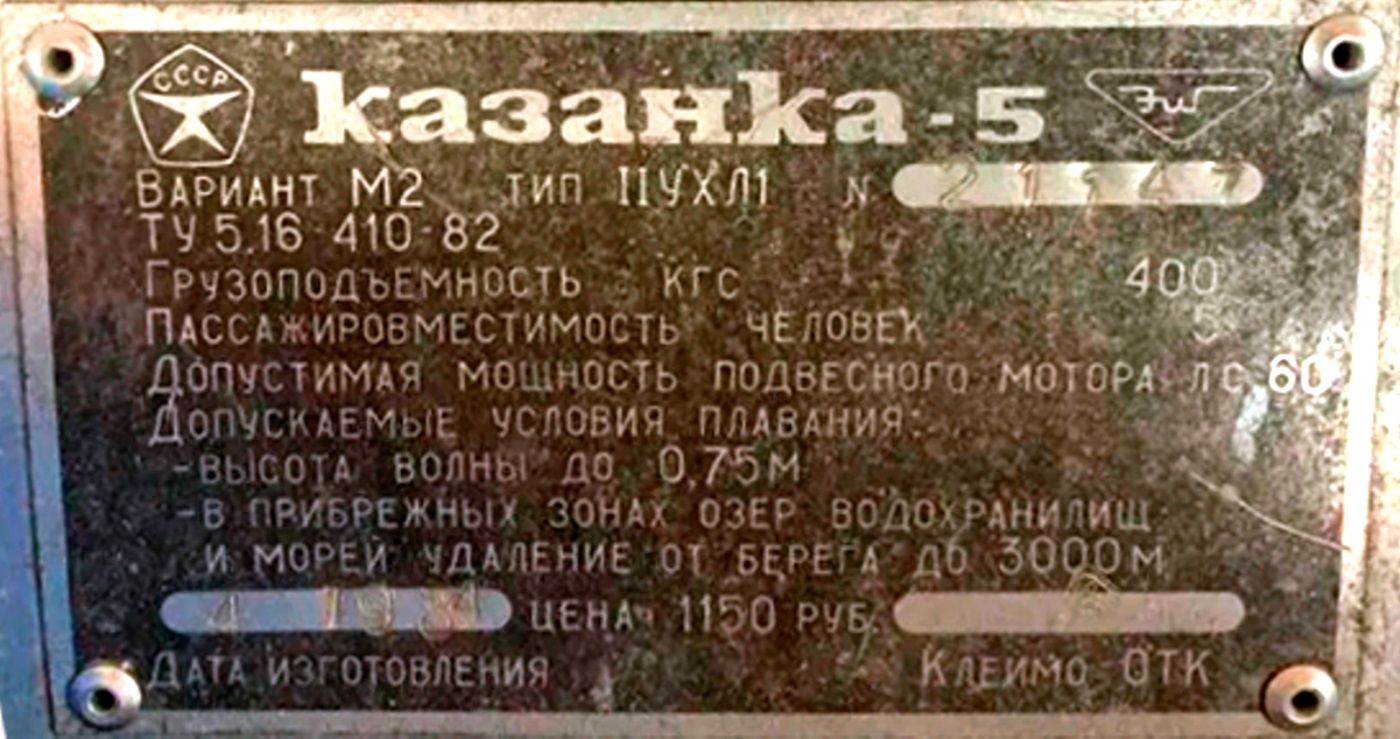 СССР
казанка-5
ВАРИАНТ М2 ТИП IIУХЛ1 N
ТУ 5.16 410-82
ГРУЗОПОДЪЕМНОСТЬ КГС 400
ПАССАЖИРОВМЕСТИМОСТЬ ЧЕЛОВЕК 5
ДОПУСТИМАЯ МОЩНОСТЬ ПОДВЕСНОГО МОТОРА ЛС 60
ДОПУСКАЕМЫЕ УСЛОВИЯ ПЛАВАНИЯ:
-ВЫСОТА ВОЛНЫ ДО 0,75М
-В ПРИБРЕЖНЫХ ЗОНАХ ОЗЕР ВОДОХРАНИЛИЩ
И МОРЕЙ УДАЛЕНИЕ ОТ БЕРЕГА ДО 3000М
4 ЦЕНА 1150 РУБ.
ДАТА ИЗГОТОВЛЕНИЯ КЛЕЙМО ОТК